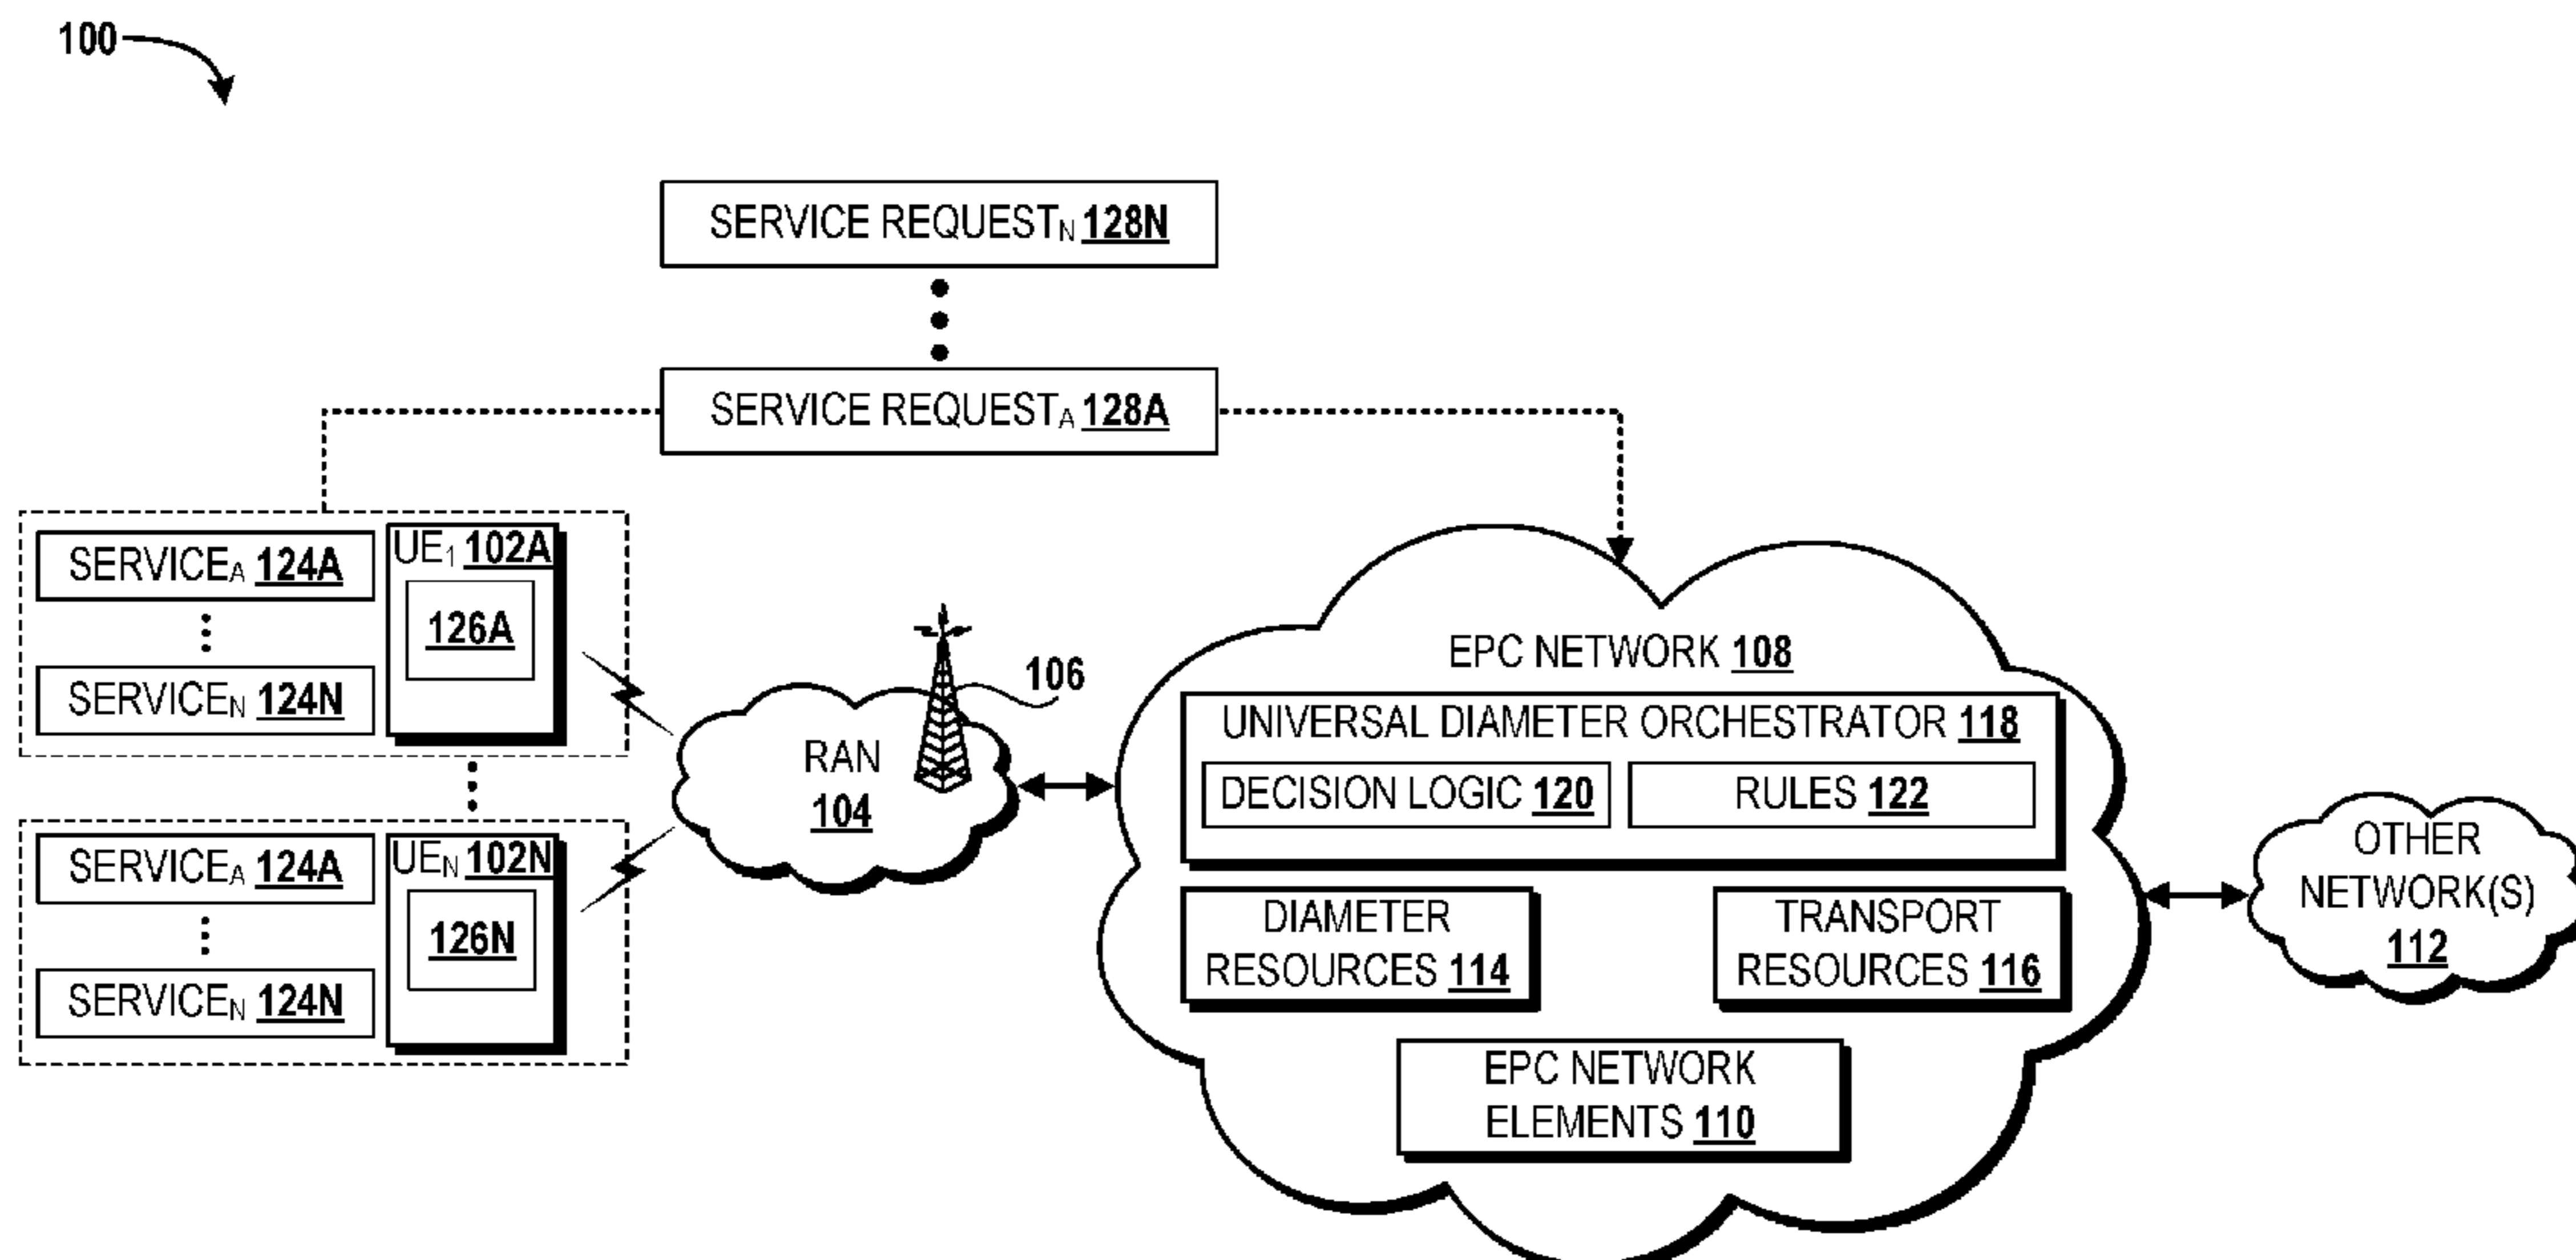 100
SERVICE REQUESTN 128N
SERVICE REQUESTA 128A
SERVICEA 124A
SERVICEN 124N
UE1 102A
126A
SERVICEA 124A
SERVICEN 124N
UEN 102N
126N
RAN
104
106
EPC NETWORK 108
UNIVERSAL DIAMETER ORCHESTRATOR 118
DECISION LOGIC 120
RULES 122
DIAMETER
RESOURCES 114
TRANSPORT
RESOURCES 116
EPC NETWORK
ELEMENTS 110
OTHER
NETWORK(S)
112